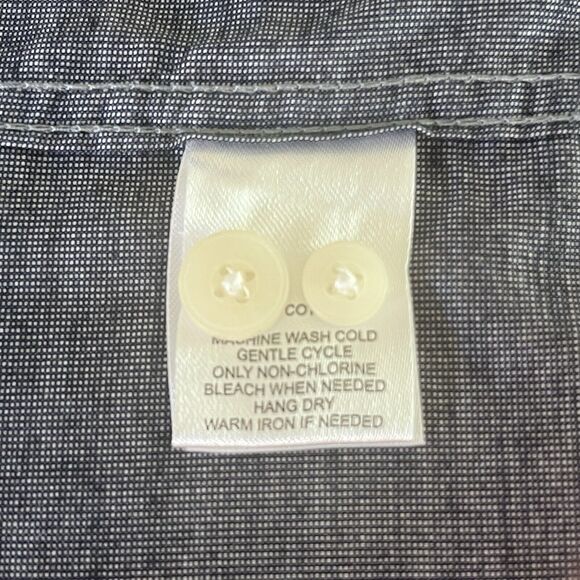 MACHINE WASH COLD
GENTLE CYCLE
ONLY NON-CHLORINE
BLEACH WHEN NEEDED
HANG DRY
WARM IRON IF NEEDED